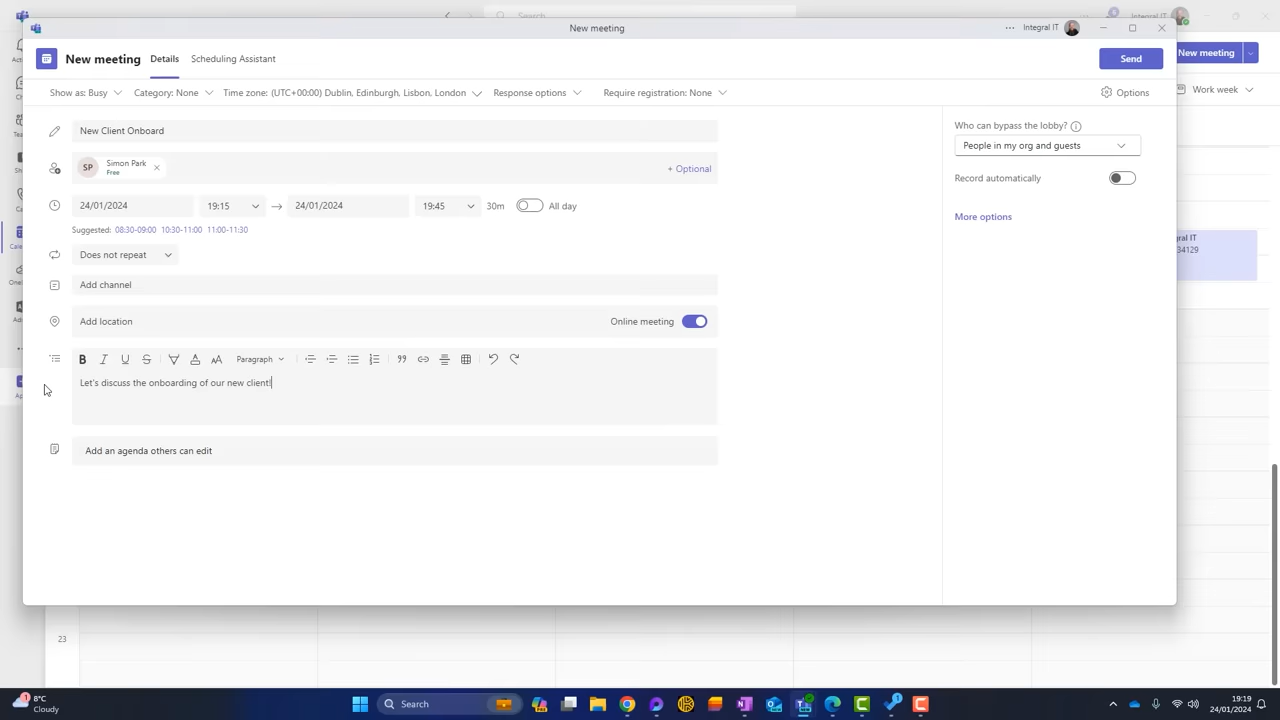 Search
New meeting
Integral IT
New meeting
Details
Scheduling Assistant
Send
New meeting
Show as: Busy
Category: None
Time zone: (UTC+00:00) Dublin, Edinburgh, Lisbon, London
Response options
Require registration: None
Options
Work week
New Client Onboard
Who can bypass the lobby?
People in my org and guests
SP
Simon Park
Free
+ Optional
Record automatically
24/01/2024
19:15
24/01/2024
19:45
30m
All day
Suggested: 08:30-09:00 10:30-11:00 11:00-11:30
More options
Does not repeat
Add channel
Add location
Online meeting
Paragraph
Let's discuss the onboarding of our new client!
Add an agenda others can edit
34129
23
8°C
Cloudy
Search
19:19
24/01/2024